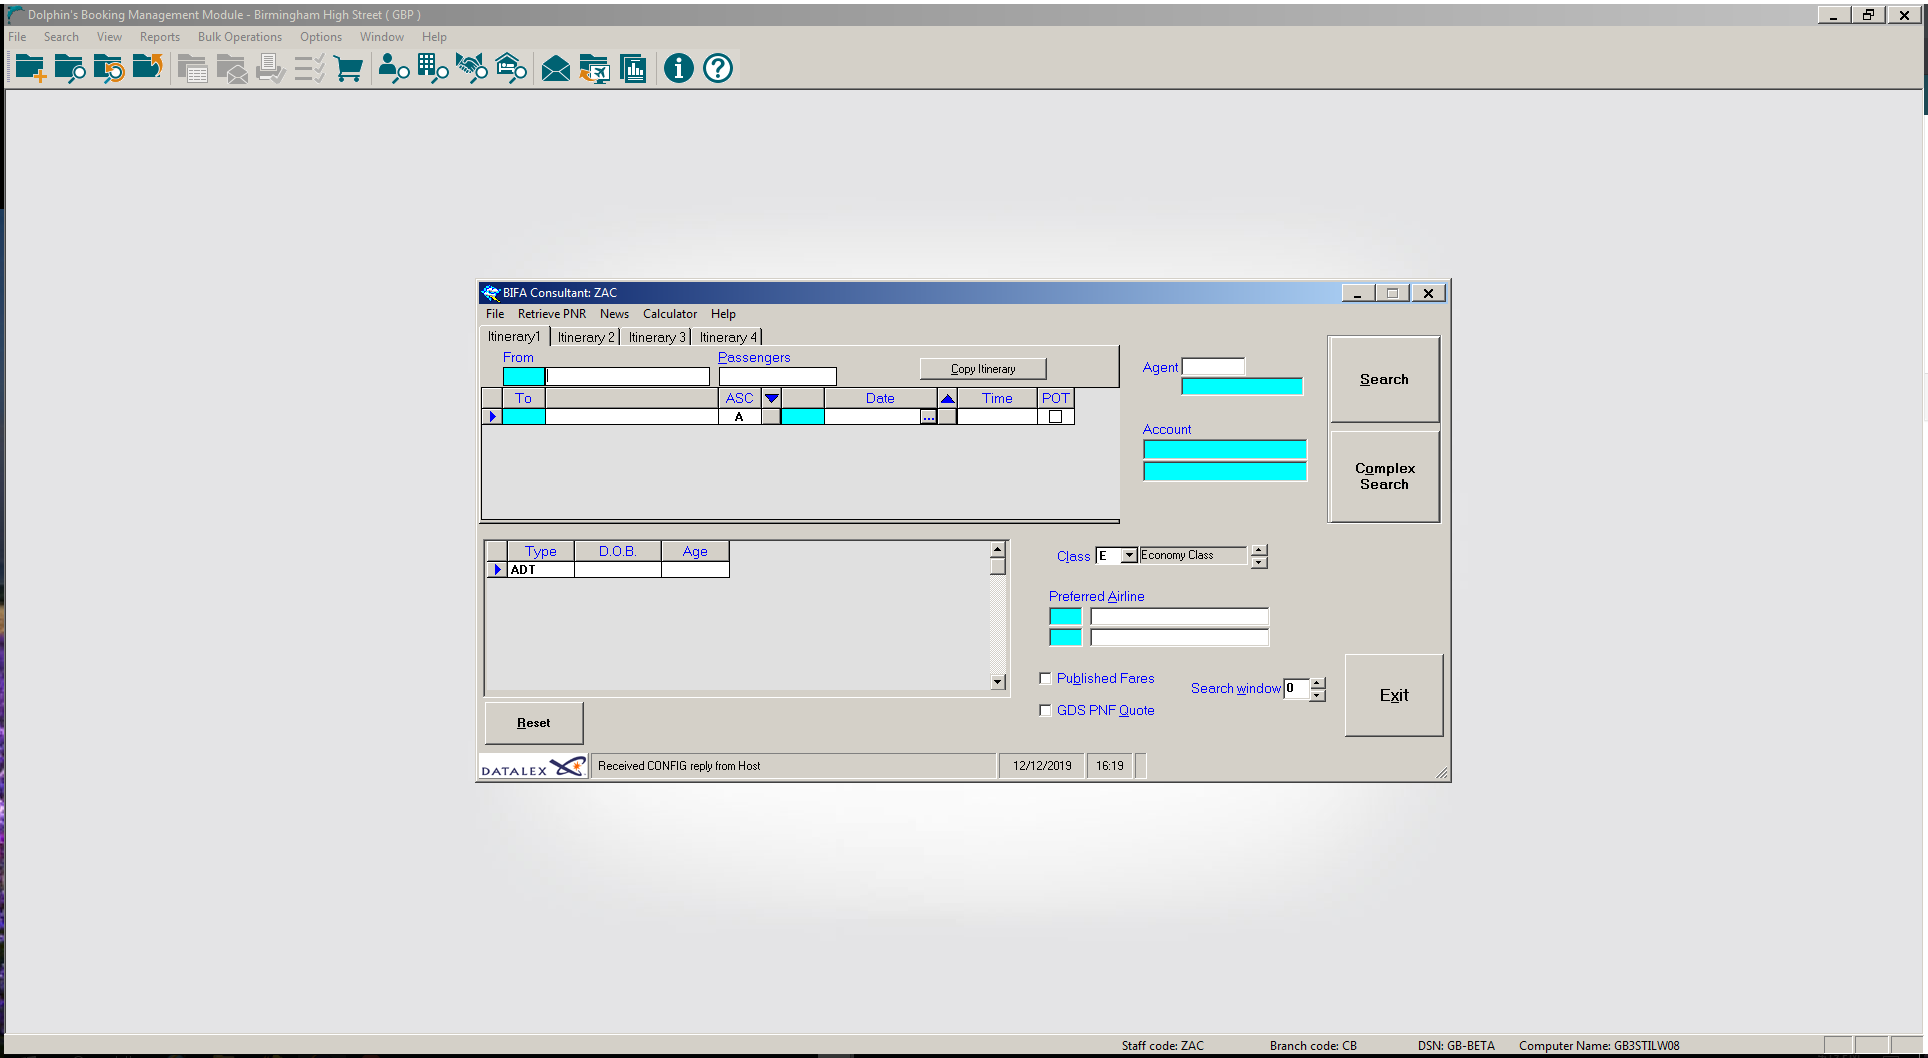 Dolphin's Booking Management Module - Birmingham High Street ( GBP )
File Search View Reports Bulk Operations Options Window Help
BIFA Consultant: ZAC
File Retrieve PNR News Calculator Help
Itinerary1 Itinerary 2 Itinerary 3 Itinerary 4
From Passengers
Copy Itinerary
To ASC Date Time POT
A ...
Agent
Account
Search
Complex
Search
Type D.O.B. Age
ADT
Class E Economy Class
Preferred Airline
Published Fares
GDS PNF Quote
Search window 0
Exit
Reset
DATALEX Received CONFIG reply from Host 12/12/2019 16:19
Staff code: ZAC Branch code: CB DSN: GB-BETA Computer Name: GB3STILW08